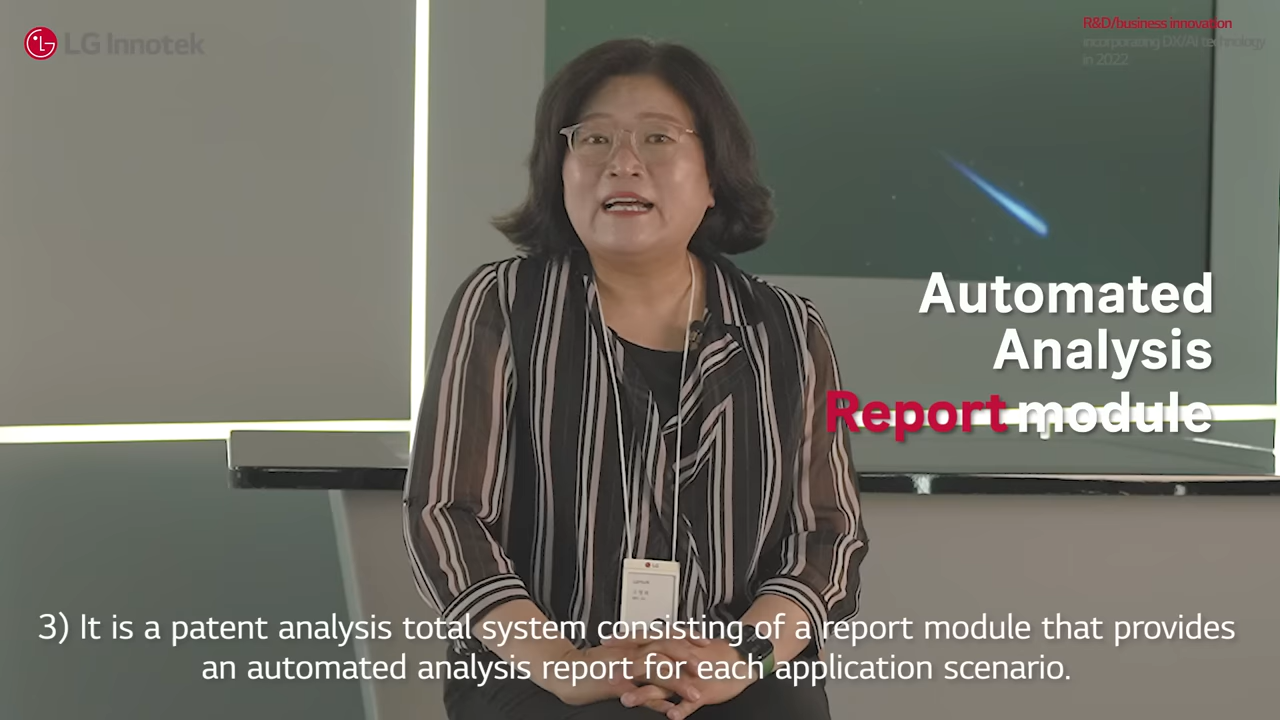 LG Innotek
R&D/business innovation
incorporating DX/AI technology
in 2022
Automated
Analysis
Report module
LG
3) It is a patent analysis total system consisting of a report module that provides
an automated analysis report for each application scenario.